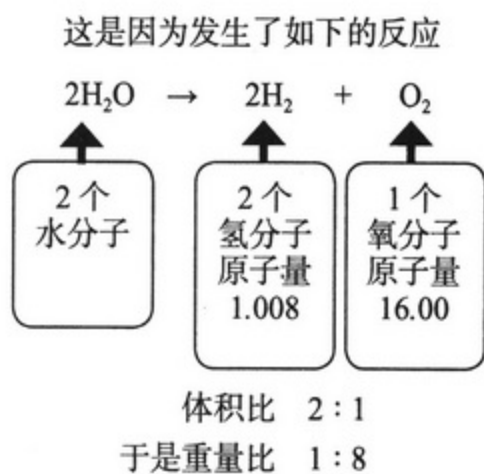 这是因为发生了如下的反应
2H₂O → 2H₂ + O₂
2个
水分子
2个
氢分子
原子量
1.008
1个
氧分子
原子量
16.00
体积比 2:1
于是重量比 1:8